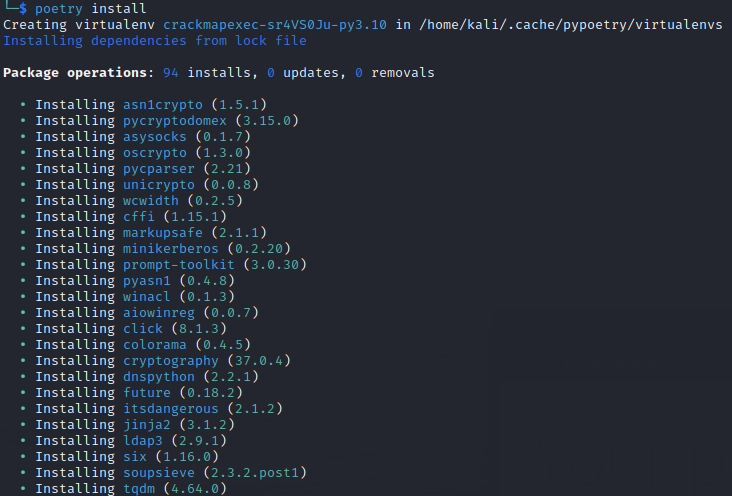 └─$ poetry install
Creating virtualenv crackmapexec-sr4VS0Ju-py3.10 in /home/kali/.cache/pypoetry/virtualenvs
Installing dependencies from lock file
Package operations: 94 installs, 0 updates, 0 removals
• Installing asn1crypto (1.5.1)
• Installing pycryptodomex (3.15.0)
• Installing asysocks (0.1.7)
• Installing oscrypto (1.3.0)
• Installing pycparser (2.21)
• Installing unicrypto (0.0.8)
• Installing wcwidth (0.2.5)
• Installing cffi (1.15.1)
• Installing markupsafe (2.1.1)
• Installing minikerberos (0.2.20)
• Installing prompt-toolkit (3.0.30)
• Installing pyasn1 (0.4.8)
• Installing winacl (0.1.3)
• Installing aiowinreg (0.0.7)
• Installing click (8.1.3)
• Installing colorama (0.4.5)
• Installing cryptography (37.0.4)
• Installing dnspython (2.2.1)
• Installing future (0.18.2)
• Installing itsdangerous (2.1.2)
• Installing jinja2 (3.1.2)
• Installing ldap3 (2.9.1)
• Installing six (1.16.0)
• Installing soupsieve (2.3.2.post1)
• Installing tqdm (4.64.0)